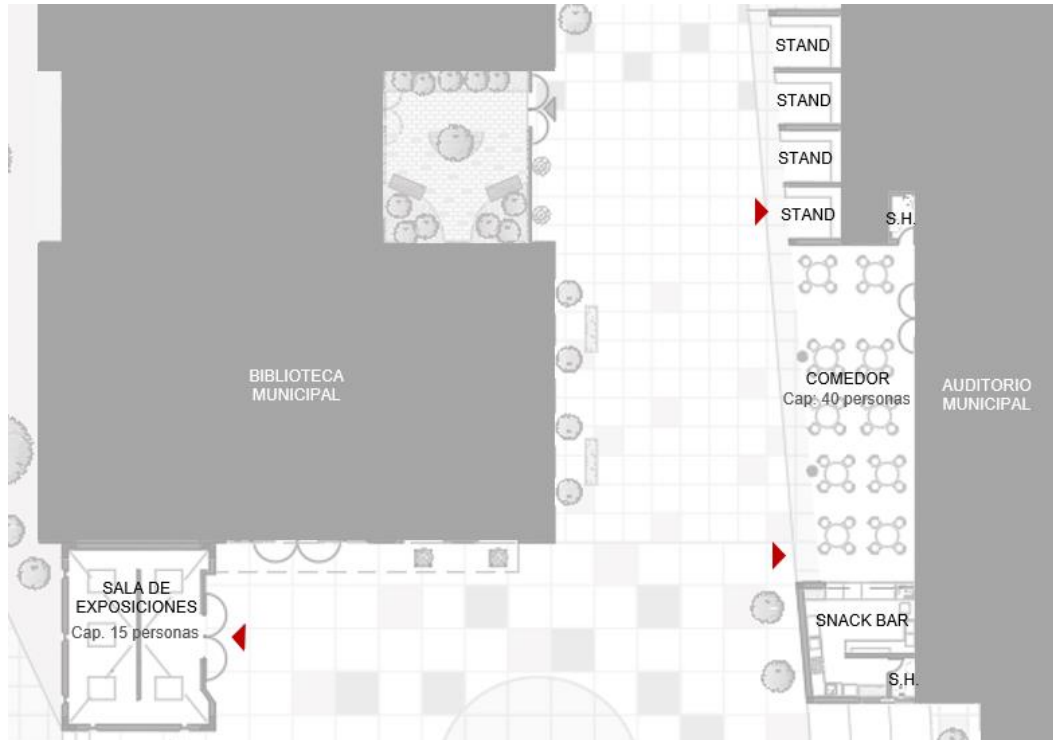 STAND
STAND
STAND
STAND
S.H.
BIBLIOTECA
MUNICIPAL
COMEDOR
Cap. 40 personas
AUDITORIO
MUNICIPAL
SALA DE
EXPOSICIONES
Cap. 15 personas
SNACK BAR
S.H.